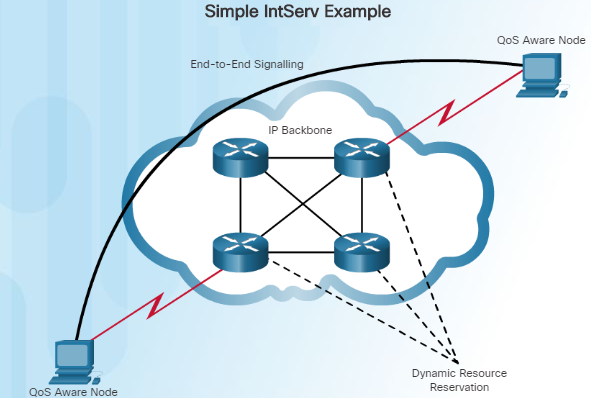 Simple IntServ Example
QoS Aware Node
End-to-End Signalling
IP Backbone
Dynamic Resource
Reservation
QoS Aware Node